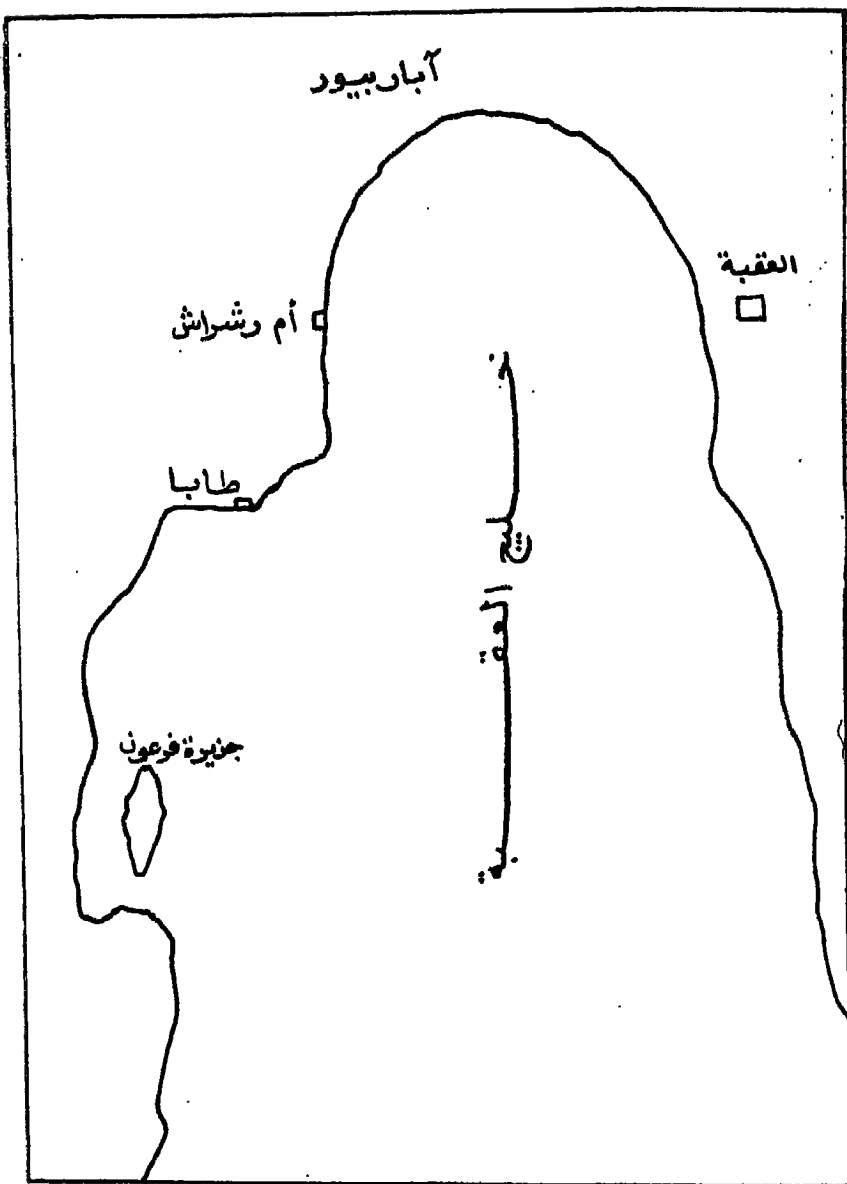 آبار بيور
العقبة
أم رشراش
طابا
خليج العقبة
جزيرة فرعون